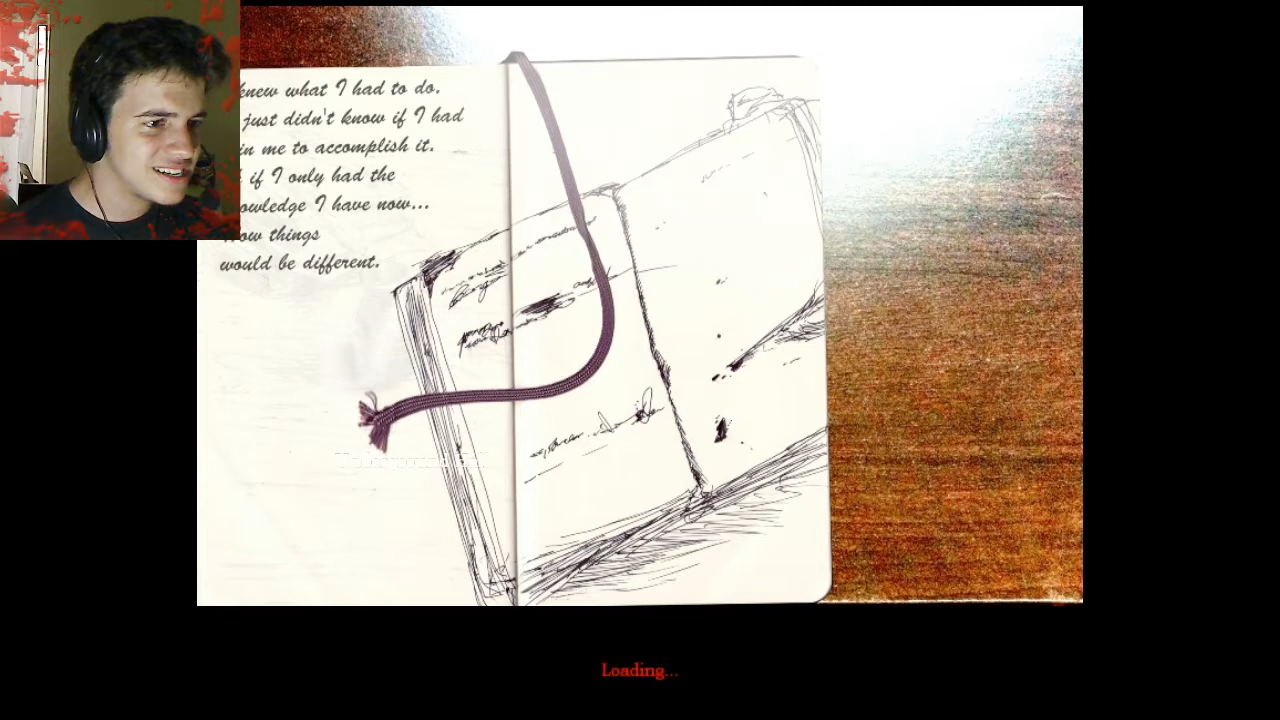 knew what I had to do.
just didn't know if I had
in me to accomplish it.
if I only had the
owledge I have now...
ow things
would be different.
Loading...